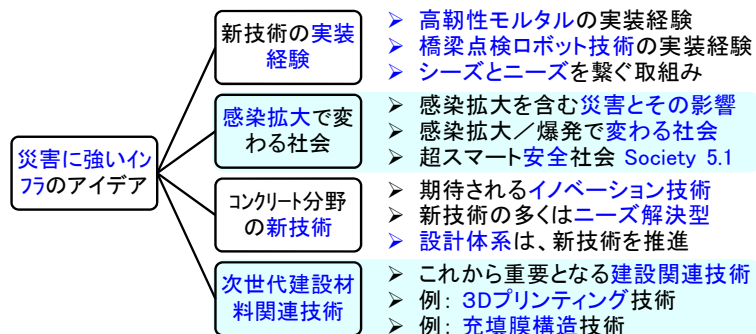 災害に強いイン
フラのアイデア
新技術の実装
経験
➢ 高靭性モルタルの実装経験
➢ 橋梁点検ロボット技術の実装経験
➢ シーズとニーズを繋ぐ取組み
感染拡大で変
わる社会
➢ 感染拡大を含む災害とその影響
➢ 感染拡大／爆発で変わる社会
➢ 超スマート安全社会 Society 5.1
コンクリート分野
の新技術
➢ 期待されるイノベーション技術
➢ 新技術の多くはニーズ解決型
➢ 設計体系は、新技術を推進
次世代建設材
料関連技術
➢ これから重要となる建設関連技術
➢ 例: 3Dプリンティング技術
➢ 例: 充填膜構造技術